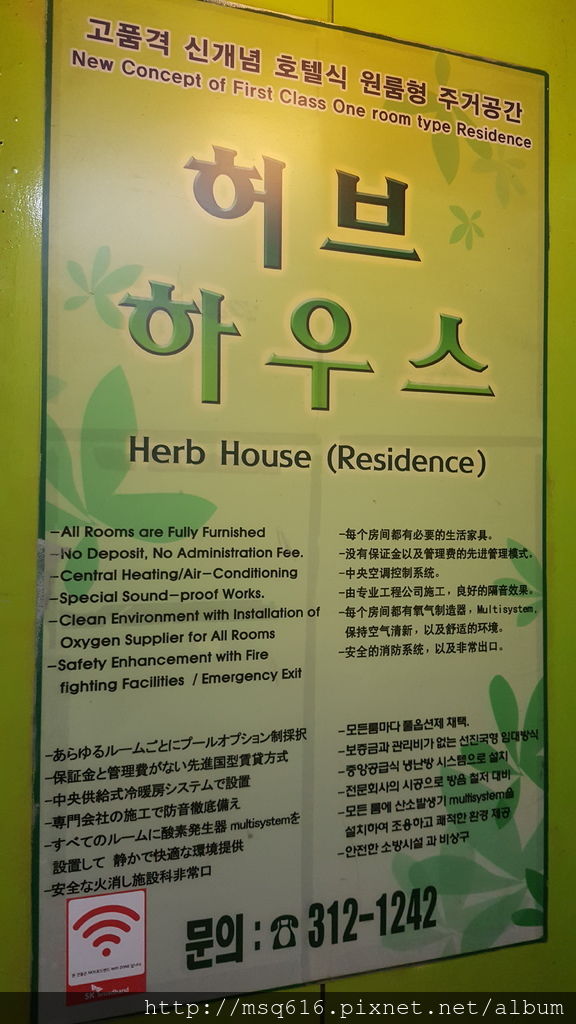 고품격 신개념 호텔식 원룸형 주거공간
New Concept of First Class One room type Residence
허브
하우스
Herb House (Residence)
-All Rooms are Fully Furnished
-No Deposit, No Administration Fee.
-Central Heating/Air-Conditioning
-Special Sound-proof Works.
-Clean Environment with Installation of
Oxygen Supplier for All Rooms
-Safety Enhancement with Fire
fighting Facilities / Emergency Exit
-每个房间都有必要的生活家具。
-没有保证金以及管理费的先进管理模式。
-中央空调控制系统。
-由专业工程公司施工，良好的隔音效果。
-每个房间都有氧气制造器，Multisystem，
保持空气清新，以及舒适的环境。
-安全的消防系统，以及非常出口。
-あらゆるルームごとにプールオプション制採択
-保証金と管理費がない先進国型賃貸方式
-中央供給式冷暖房システムで設置
-専門会社の施工で防音徹底備え
-すべてのルームに酸素発生器 multisystemを
設置して 静かで快適な環境提供
-安全な火消し施設科非常口
-모든룸마다 풀옵션제 채택.
-보증금과 관리비가 없는 선진국영 임대방식
-중앙공급식 냉난방 시스템으로 설치
-전문회사의 시공으로 방음 철저 대비
-모든 룸에 산소발생기 multisystem을
설치하여 조용하고 쾌적한 환경 제공
-안전한 소방시설 과 비상구
문의 : ☎ 312-1242
SK broadband
http://msq616.pixnet.net/album